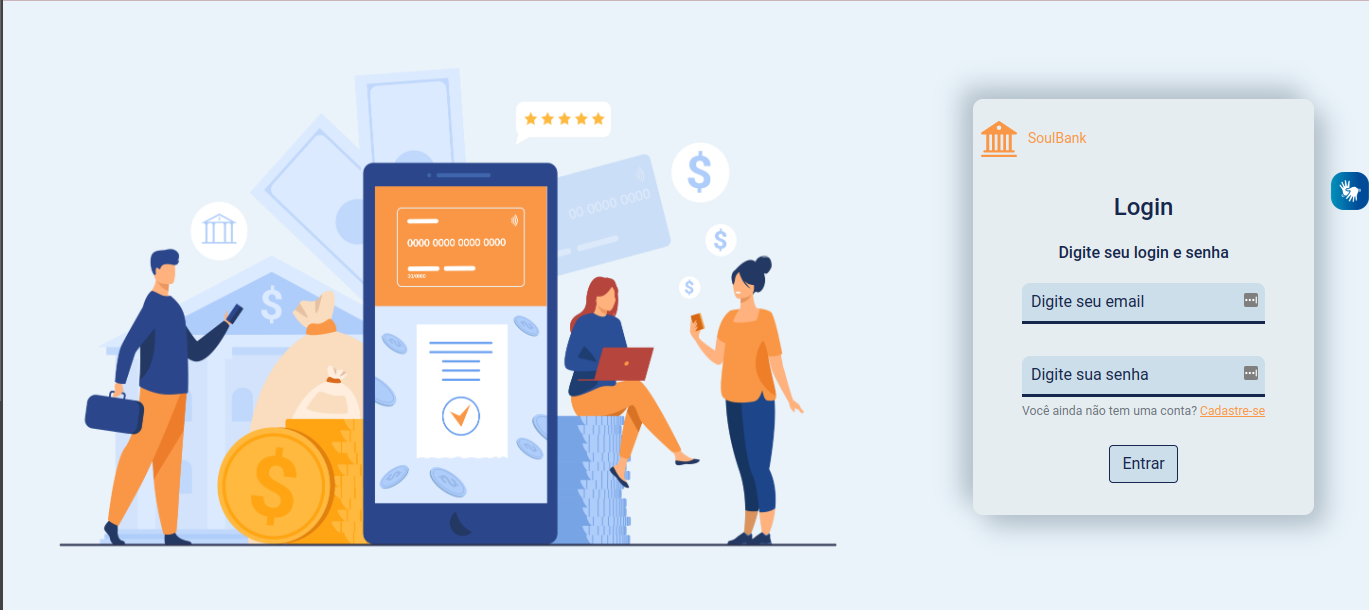 SoulBank
Login
Digite seu login e senha
Digite seu email
Digite sua senha
Você ainda não tem uma conta? Cadastre-se
Entrar
$
00 0000 0000
0000 0000 0000 0000
$
$
$
$